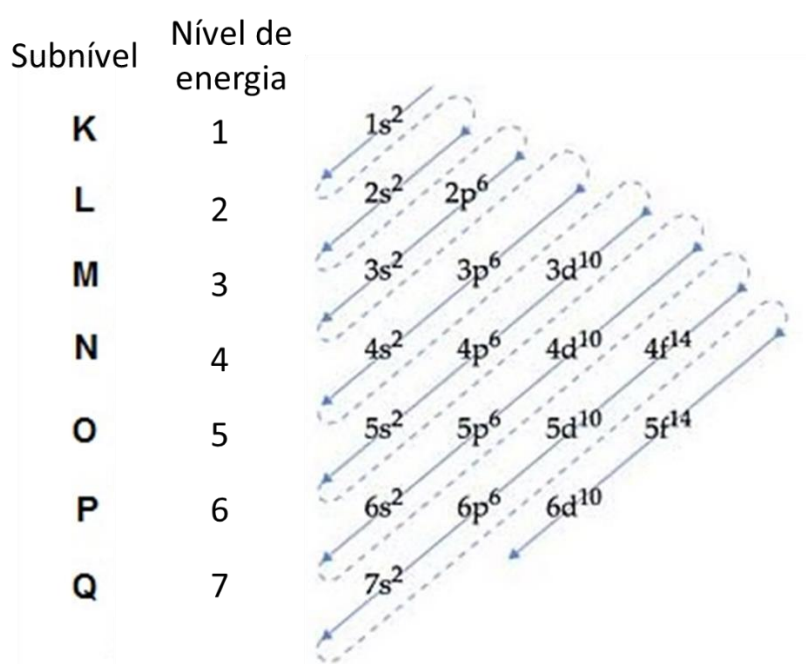 Subnível Nível de energia
K 1 1s²
L 2 2s² 2p⁶
M 3 3s² 3p⁶ 3d¹⁰
N 4 4s² 4p⁶ 4d¹⁰ 4f¹⁴
O 5 5s² 5p⁶ 5d¹⁰ 5f¹⁴
P 6 6s² 6p⁶ 6d¹⁰
Q 7 7s²